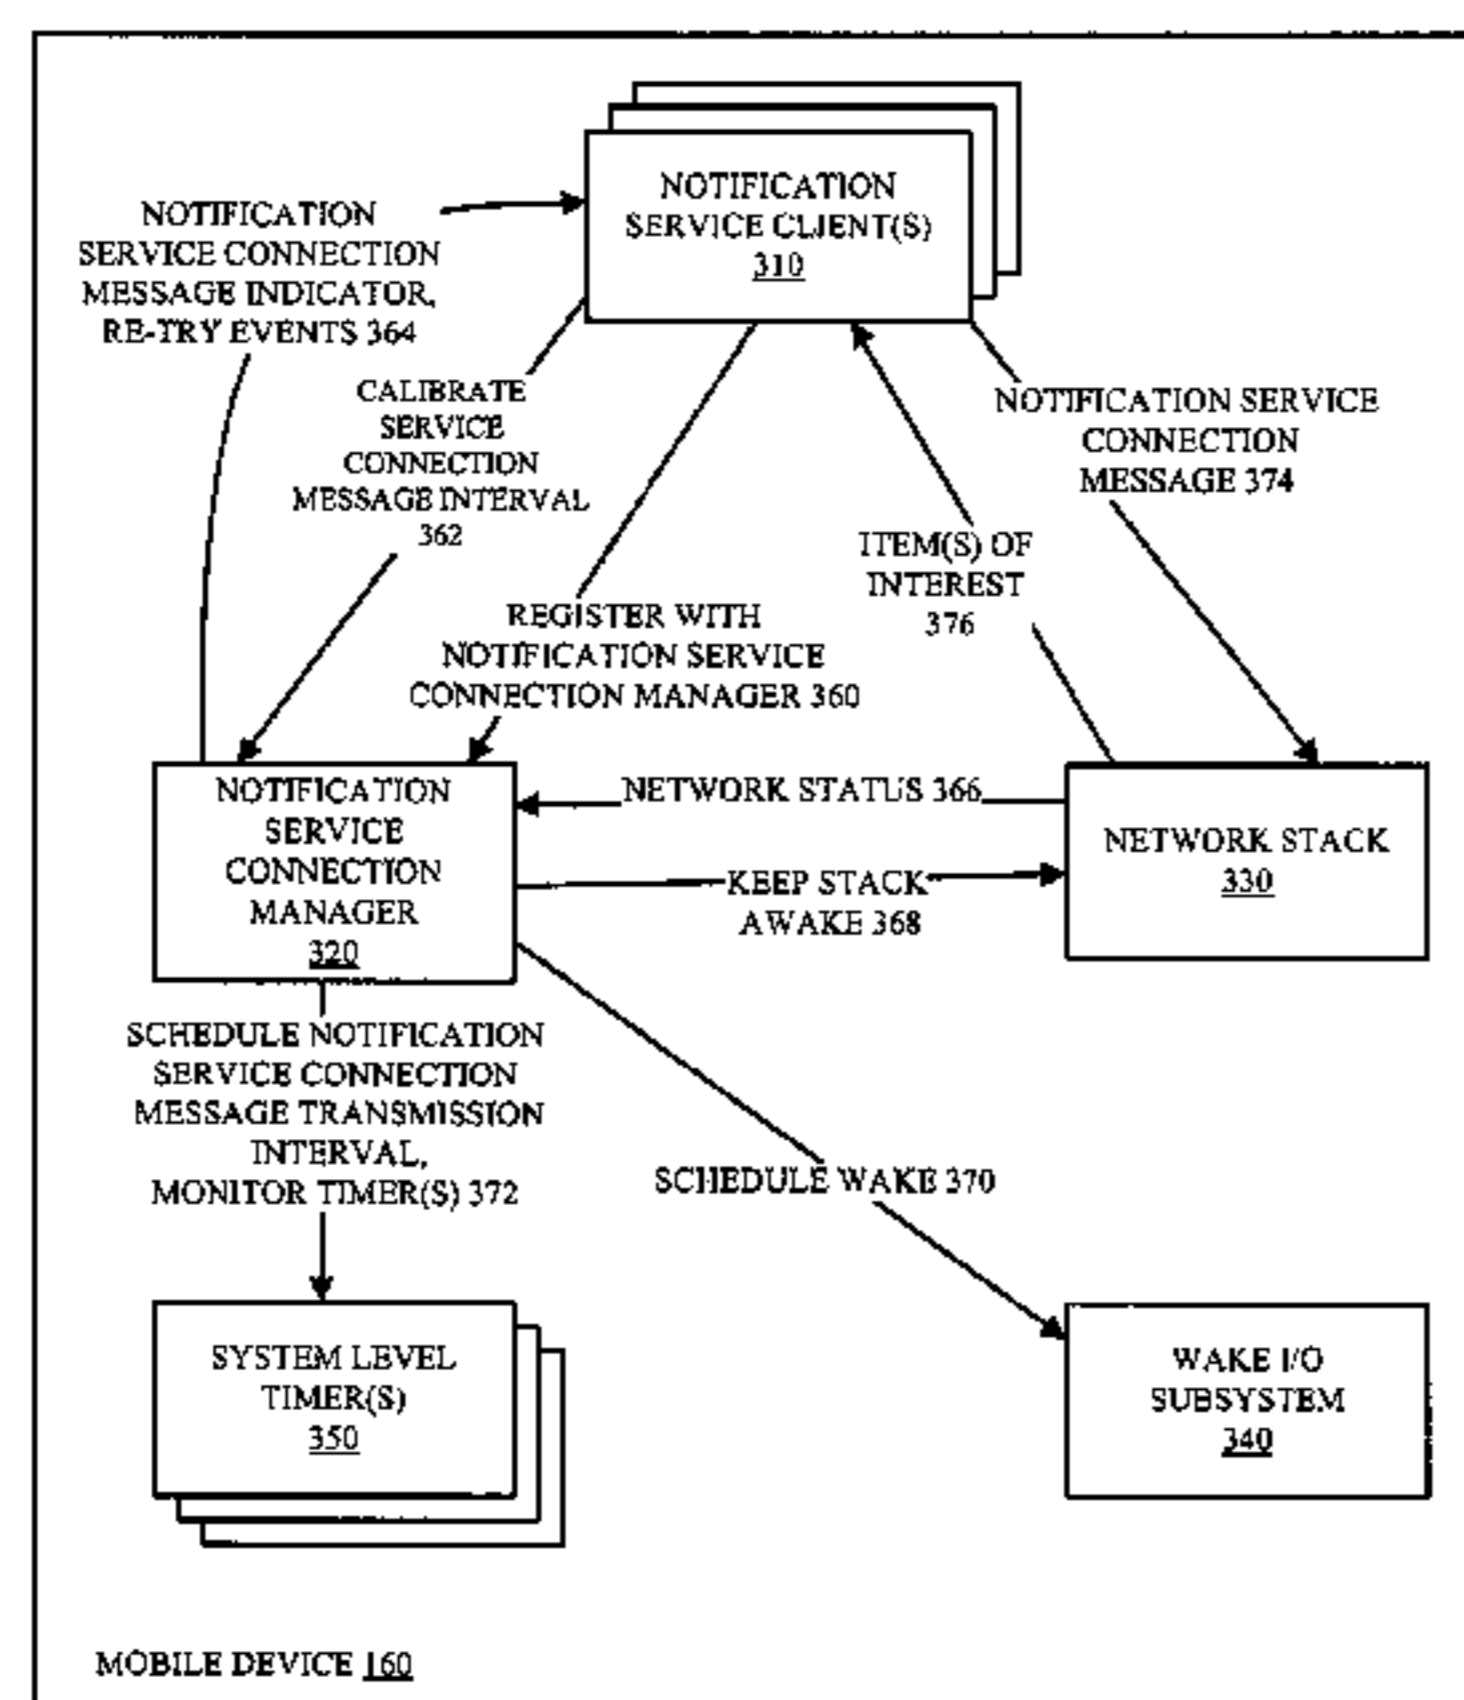 NOTIFICATION
SERVICE CLIENT(S)
310
NOTIFICATION
SERVICE CONNECTION
MESSAGE INDICATOR,
RE-TRY EVENTS 364
CALIBRATE
SERVICE
CONNECTION
MESSAGE INTERVAL
362
NOTIFICATION SERVICE
CONNECTION
MESSAGE 374
ITEM(S) OF
INTEREST
376
REGISTER WITH
NOTIFICATION SERVICE
CONNECTION MANAGER 360
NOTIFICATION
SERVICE
CONNECTION
MANAGER
320
NETWORK STATUS 366
KEEP STACK
AWAKE 368
NETWORK STACK
330
SCHEDULE NOTIFICATION
SERVICE CONNECTION
MESSAGE TRANSMISSION
INTERVAL,
MONITOR TIMER(S) 372
SCHEDULE WAKE 370
SYSTEM LEVEL
TIMER(S)
350
WAKE I/O
SUBSYSTEM
340
MOBILE DEVICE 160